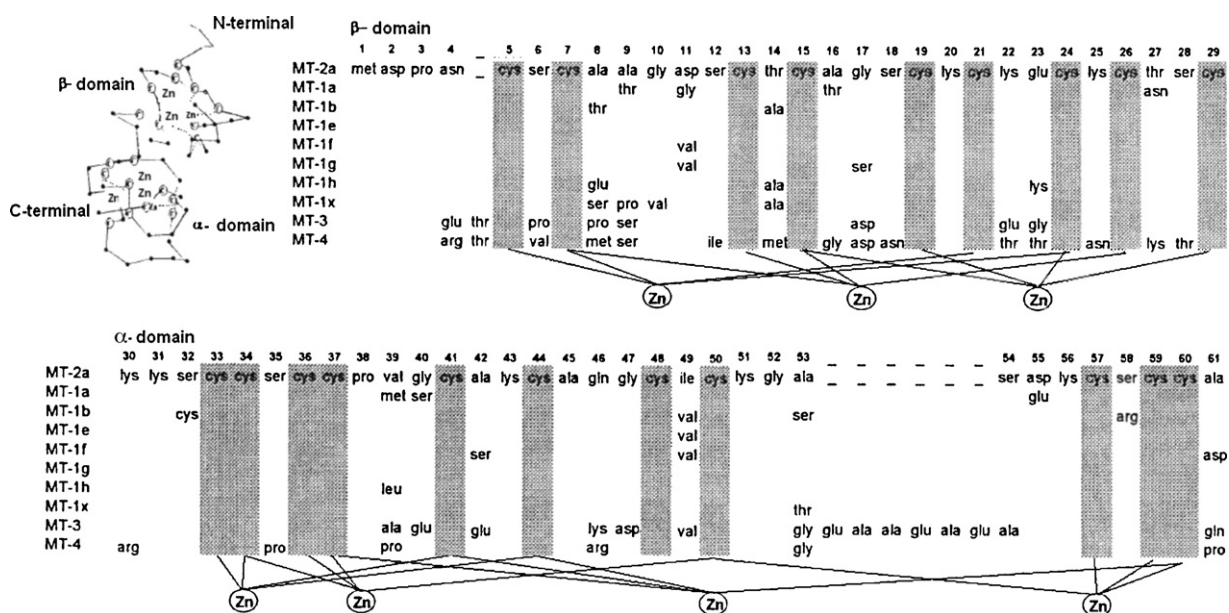 N-terminal
β- domain
Zn
Zn
Zn
Zn
Zn
Zn
Zn
C-terminal
α- domain
β- domain
1 2 3 4 5 6 7 8 9 10 11 12 13 14 15 16 17 18 19 20 21 22 23 24 25 26 27 28 29
MT-2a met asp pro asn - cys ser cys ala ala gly asp ser cys thr cys ala gly ser cys lys cys lys glu cys lys cys thr ser cys
MT-1a thr gly thr asn
MT-1b thr ala
MT-1e
MT-1f val
MT-1g val ser
MT-1h glu ala lys
MT-1x ser pro val ala
MT-3 glu thr pro pro ser asp glu gly
MT-4 arg thr val met ser ile met gly asp asn thr thr asn lys thr
Zn Zn Zn
α- domain
30 31 32 33 34 35 36 37 38 39 40 41 42 43 44 45 46 47 48 49 50 51 52 53 54 55 56 57 58 59 60 61
MT-2a lys lys ser cys cys ser cys cys pro val gly cys ala lys cys ala gln gly cys ile cys lys gly ala - - - - - - - ser asp lys cys ser cys cys ala
MT-1a met ser glu
MT-1b cys val ser arg
MT-1e val
MT-1f ser val asp
MT-1g
MT-1h leu
MT-1x thr
MT-3 ala glu glu lys asp val gly glu ala ala glu ala glu ala gln
MT-4 arg pro pro arg gly pro
Zn Zn Zn Zn